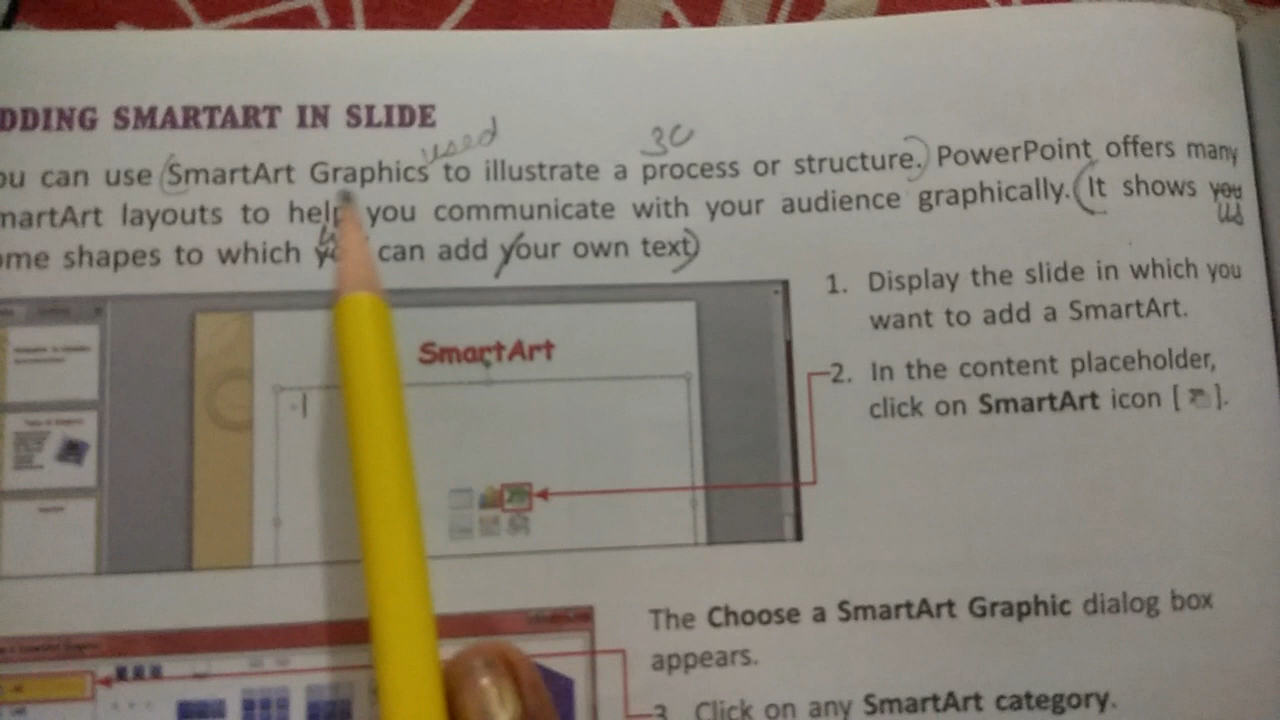 DDING SMARTART IN SLIDE
used 30
ou can use (SmartArt Graphics to illustrate a process or structure.) PowerPoint offers many
martArt layouts to help you communicate with your audience graphically. (It shows you
us
me shapes to which can add your own text)
1. Display the slide in which you
want to add a SmartArt.
SmartArt
2. In the content placeholder,
click on SmartArt icon [ ].
The Choose a SmartArt Graphic dialog box
appears.
3 Click on any SmartArt category.